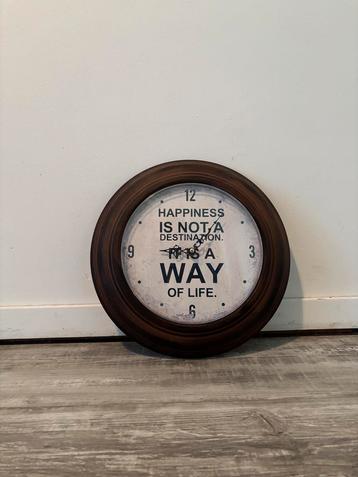 12
HAPPINESS
IS NOT A
DESTINATION.
9 IT IS A 3
WAY
OF LIFE.
6